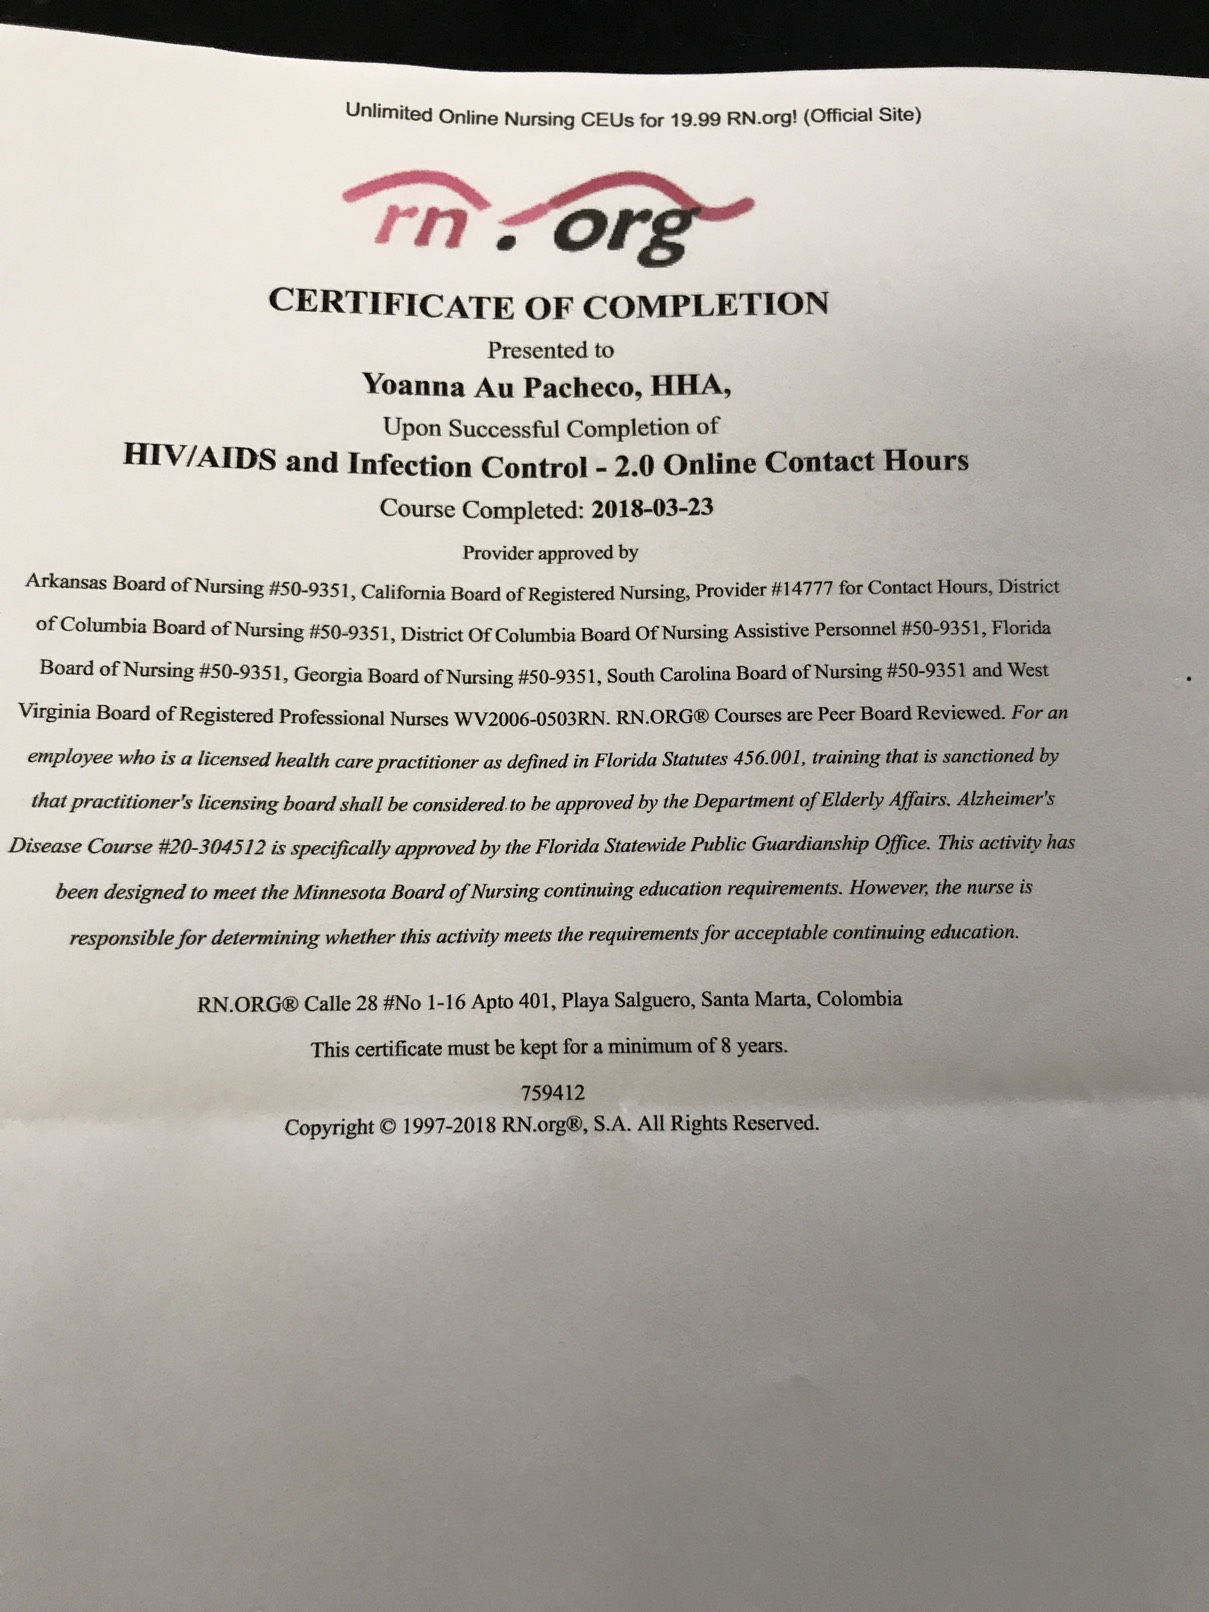 Unlimited Online Nursing CEUs for 19.99 RN.org! (Official Site)
rn.org
CERTIFICATE OF COMPLETION
Presented to
Yoanna Au Pacheco, HHA,
Upon Successful Completion of
HIV/AIDS and Infection Control - 2.0 Online Contact Hours
Course Completed: 2018-03-23
Provider approved by
Arkansas Board of Nursing #50-9351, California Board of Registered Nursing, Provider #14777 for Contact Hours, District
of Columbia Board of Nursing #50-9351, District Of Columbia Board Of Nursing Assistive Personnel #50-9351, Florida
Board of Nursing #50-9351, Georgia Board of Nursing #50-9351, South Carolina Board of Nursing #50-9351 and West
Virginia Board of Registered Professional Nurses WV2006-0503RN. RN.ORG® Courses are Peer Board Reviewed. For an
employee who is a licensed health care practitioner as defined in Florida Statutes 456.001, training that is sanctioned by
that practitioner's licensing board shall be considered to be approved by the Department of Elderly Affairs. Alzheimer's
Disease Course #20-304512 is specifically approved by the Florida Statewide Public Guardianship Office. This activity has
been designed to meet the Minnesota Board of Nursing continuing education requirements. However, the nurse is
responsible for determining whether this activity meets the requirements for acceptable continuing education.
RN.ORG® Calle 28 #No 1-16 Apto 401, Playa Salguero, Santa Marta, Colombia
This certificate must be kept for a minimum of 8 years.
759412
Copyright © 1997-2018 RN.org®, S.A. All Rights Reserved.